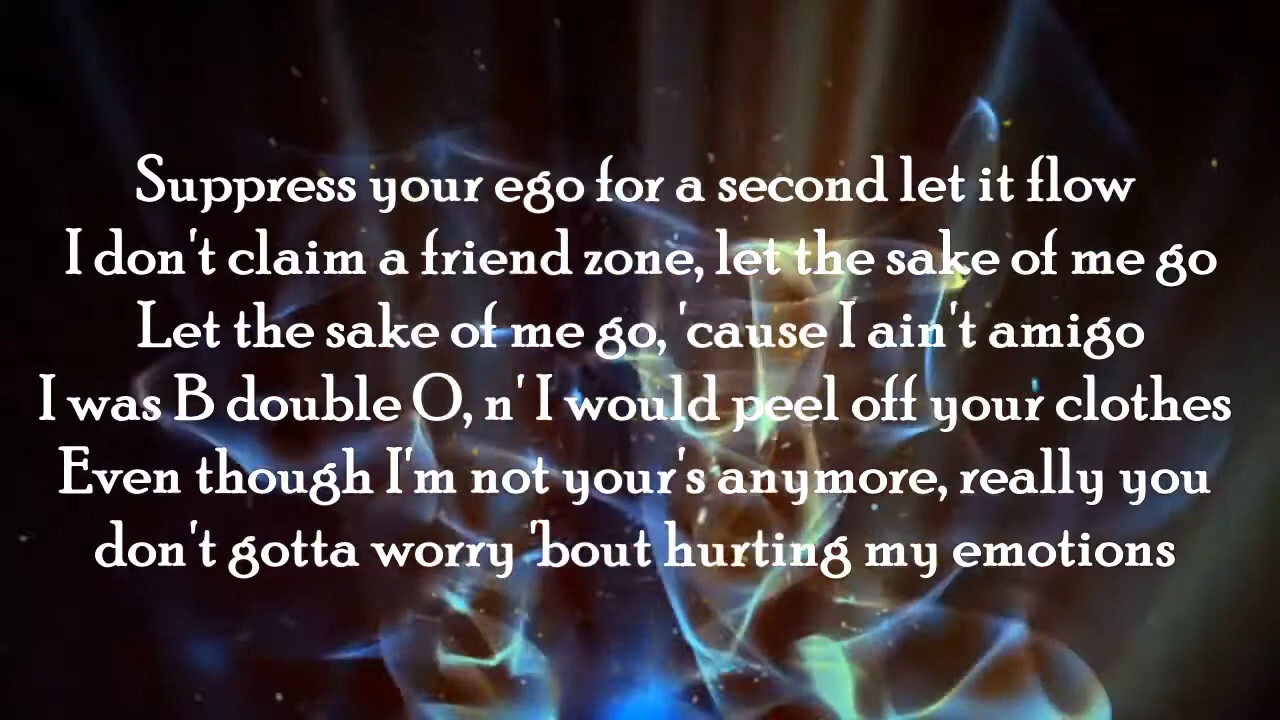 Suppress your ego for a second let it flow
I don't claim a friend zone, let the sake of me go
Let the sake of me go, 'cause I ain't amigo
I was B double O, n' I would peel off your clothes
Even though I'm not your's anymore, really you
don't gotta worry 'bout hurting my emotions